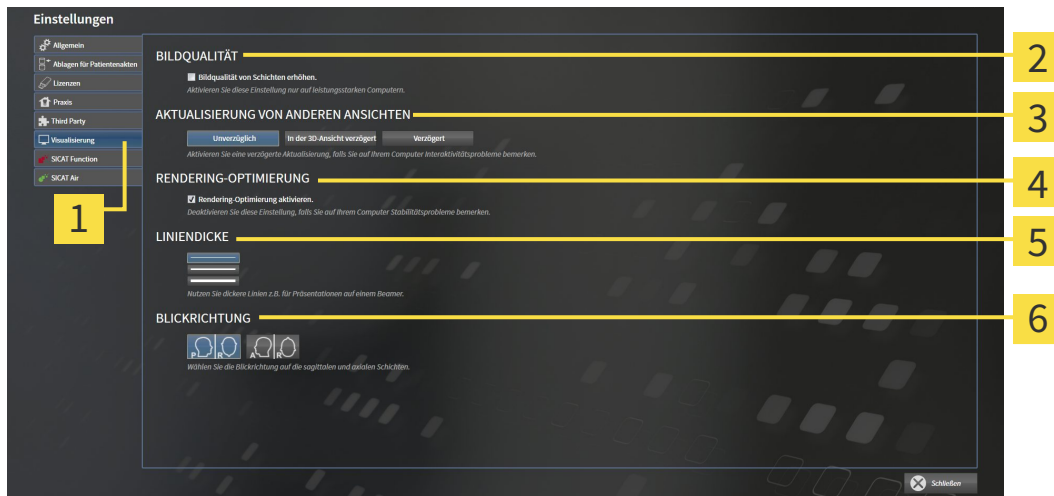 Einstellungen
Allgemein
Ablagen für Patientenakten
Lizenzen
Praxis
Third Party
Visualisierung
SICAT Function
SICAT Air
1
BILDQUALITÄT
2
Bildqualität von Schichten erhöhen.
Aktivieren Sie diese Einstellung nur auf leistungsstarken Computern.
AKTUALISIERUNG VON ANDEREN ANSICHTEN
3
Unverzüglich In der 3D-Ansicht verzögert Verzögert
Aktivieren Sie eine verzögerte Aktualisierung, falls Sie auf Ihrem Computer Interaktivitätsprobleme bemerken.
RENDERING-OPTIMIERUNG
4
Rendering-Optimierung aktivieren.
Deaktivieren Sie diese Einstellung, falls Sie auf Ihrem Computer Stabilitätsprobleme bemerken.
LINIENDICKE
5
Nutzen Sie dickere Linien z.B. für Präsentationen auf einem Beamer.
BLICKRICHTUNG
6
P R A R
Wählen Sie die Blickrichtung auf die sagittalen und axialen Schichten.
Schließen